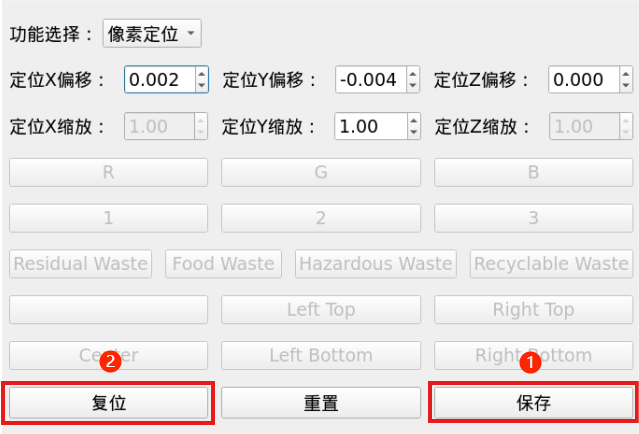 功能选择： 像素定位
定位X偏移： 0.002 定位Y偏移： -0.004 定位Z偏移： 0.000
定位X缩放： 1.00 定位Y缩放： 1.00 定位Z缩放： 1.00
R G B
1 2 3
Residual Waste Food Waste Hazardous Waste Recyclable Waste
Left Top Right Top
Center Left Bottom Right Bottom
2 1
复位 重置 保存